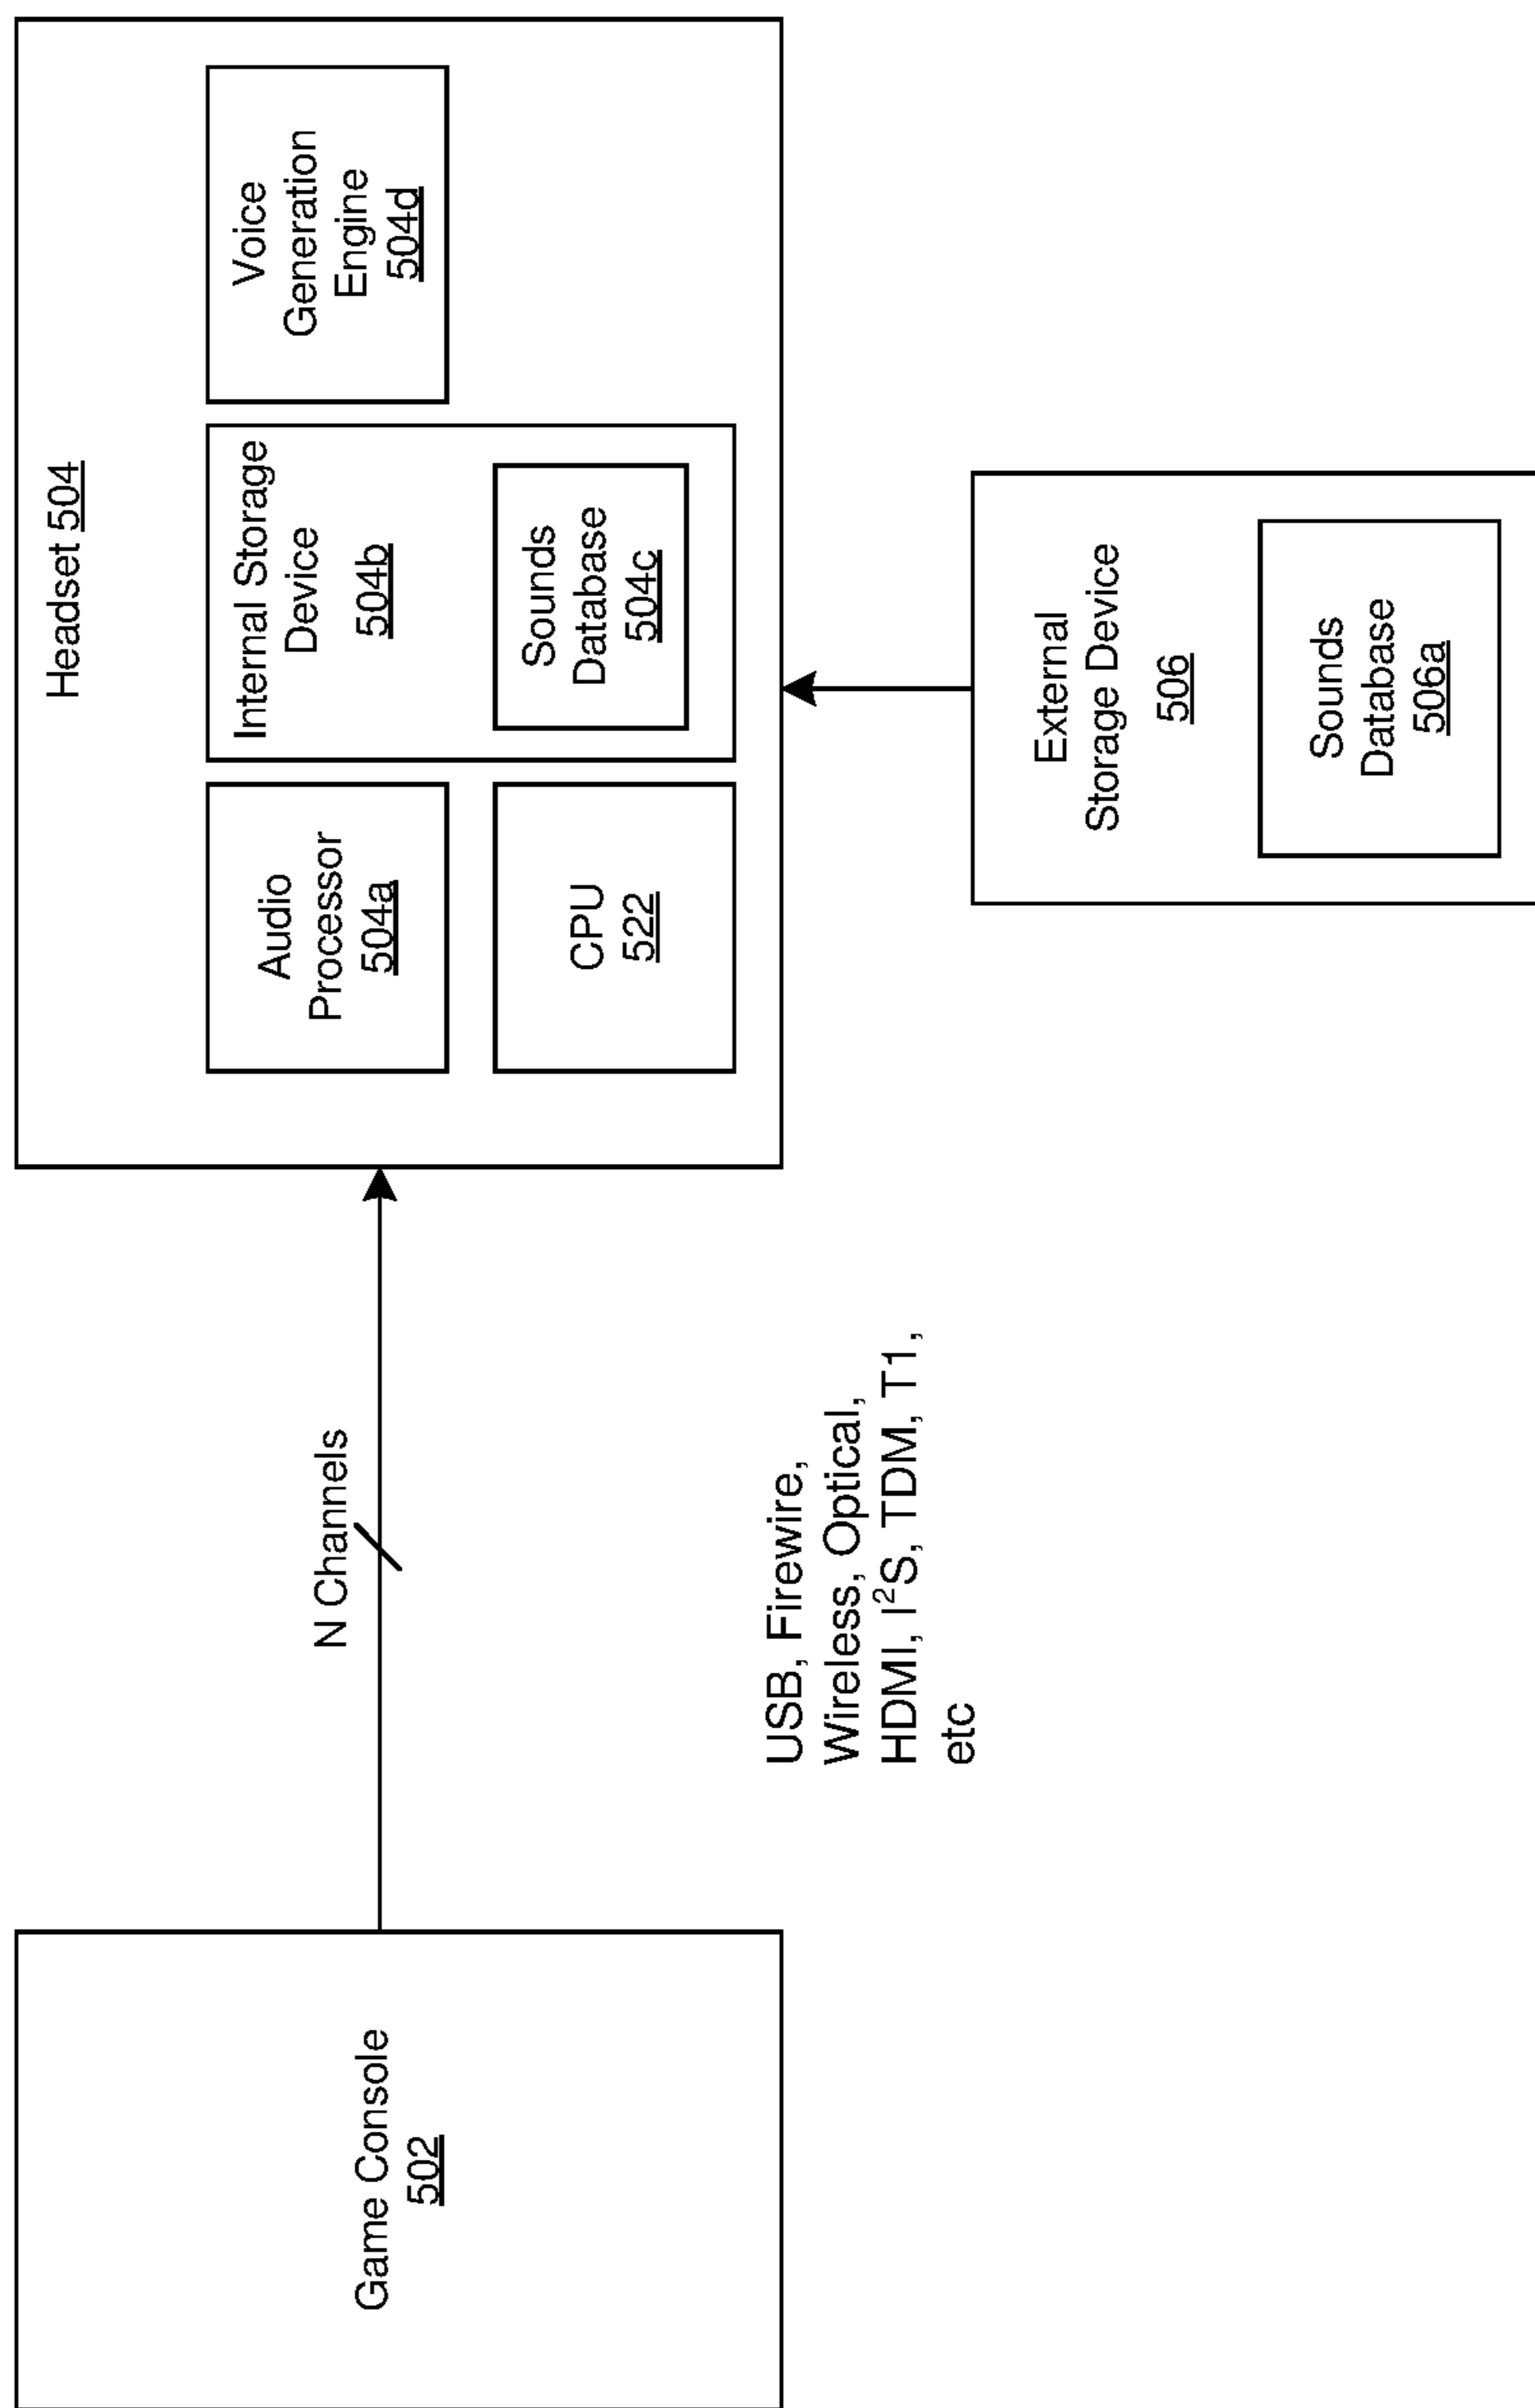 Game Console
502
N Channels
USB, Firewire,
Wireless, Optical,
HDMI, I²S, TDM, T1,
etc
Headset 504
Audio
Processor
504a
CPU
522
Internal Storage
Device
504b
Sounds
Database
504c
Voice
Generation
Engine
504d
External
Storage Device
506
Sounds
Database
506a